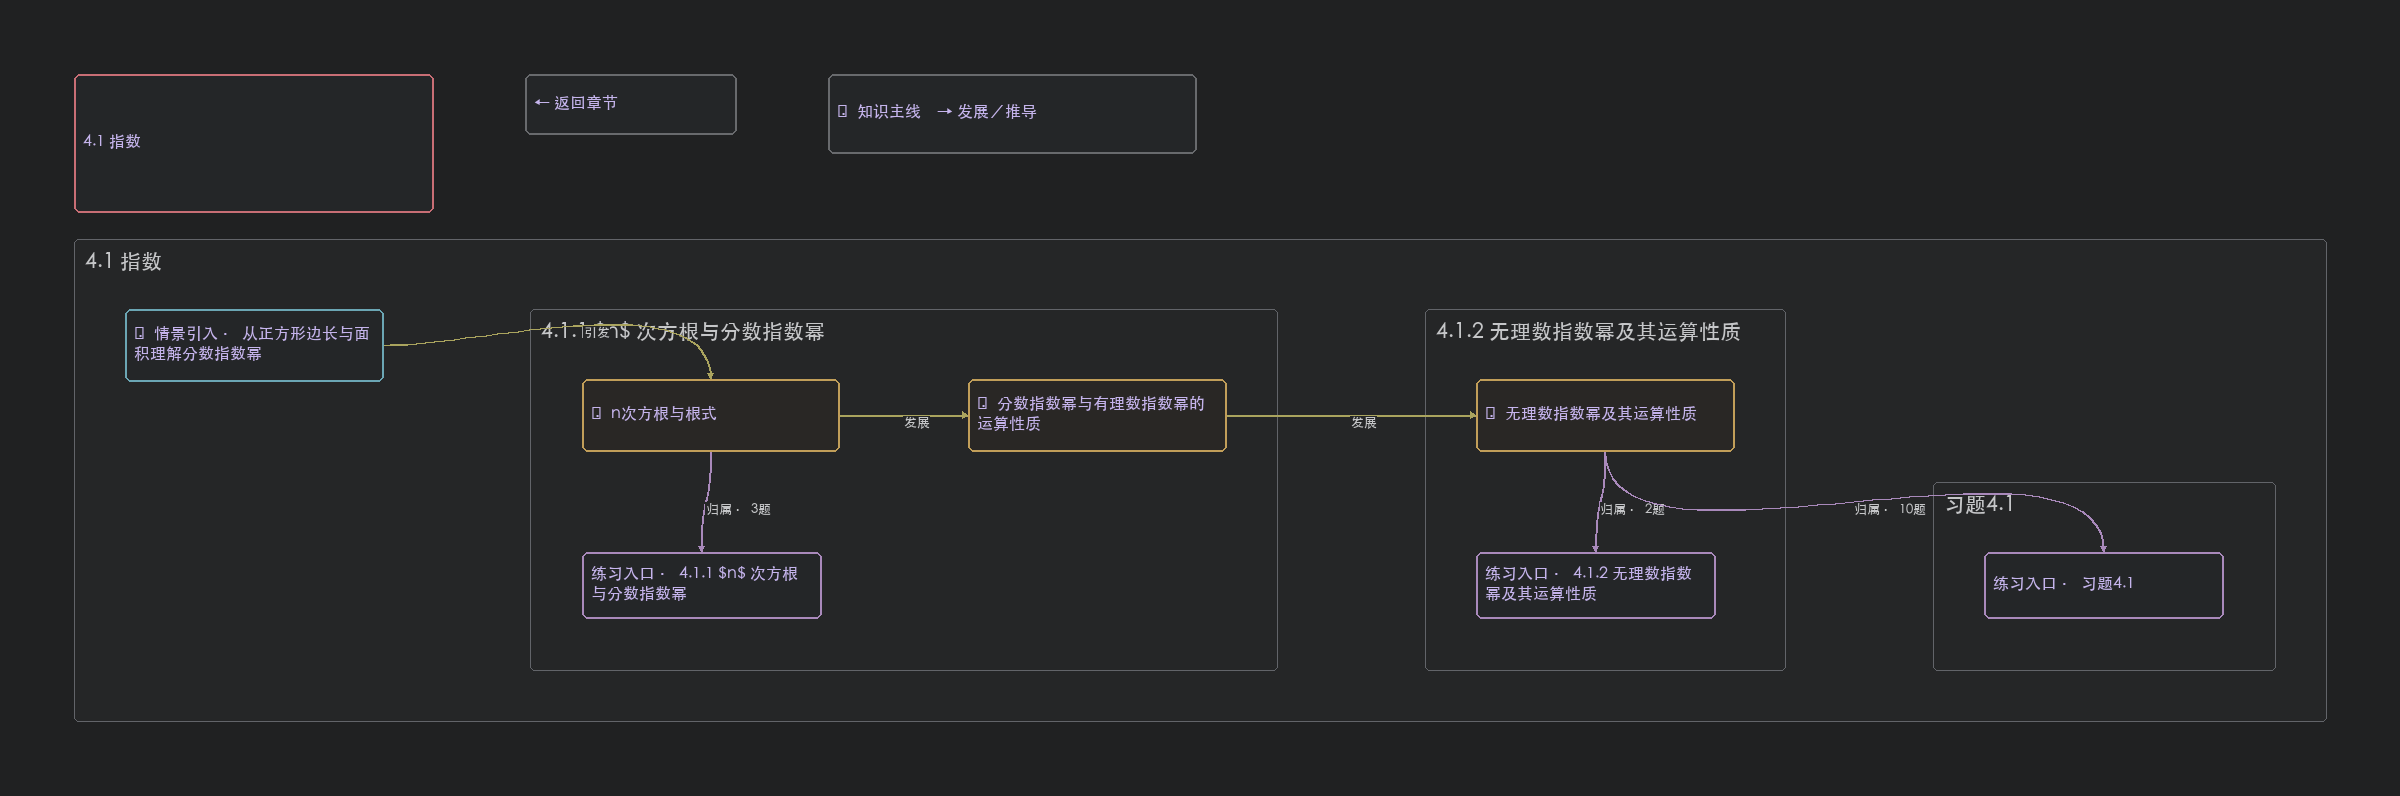 4.1 指数
← 返回章节
知识主线 → 发展／推导
4.1 指数
情景引入· 从正方形边长与面
积理解分数指数幂
4.1.1 $n$ 次方根与分数指数幂
引发
n次方根与根式
发展
分数指数幂与有理数指数幂的
运算性质
发展
4.1.2 无理数指数幂及其运算性质
无理数指数幂及其运算性质
归属· 3题
归属· 2题
归属· 10题
习题4.1
练习入口· 4.1.1 $n$ 次方根
与分数指数幂
练习入口· 4.1.2 无理数指数
幂及其运算性质
练习入口· 习题4.1